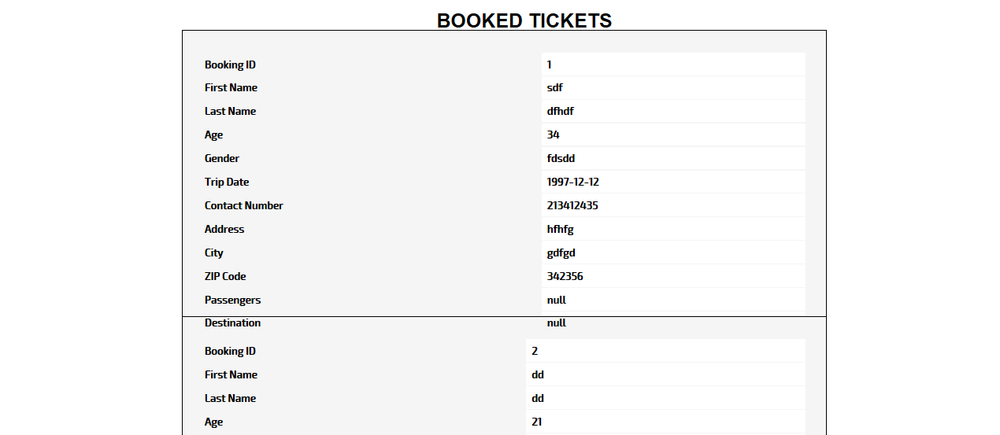 BOOKED TICKETS
Booking ID 1
First Name sdf
Last Name dfhdf
Age 34
Gender fdsdd
Trip Date 1997-12-12
Contact Number 213412435
Address hfhfg
City gdfgd
ZIP Code 342356
Passengers null
Destination null
Booking ID 2
First Name dd
Last Name dd
Age 21